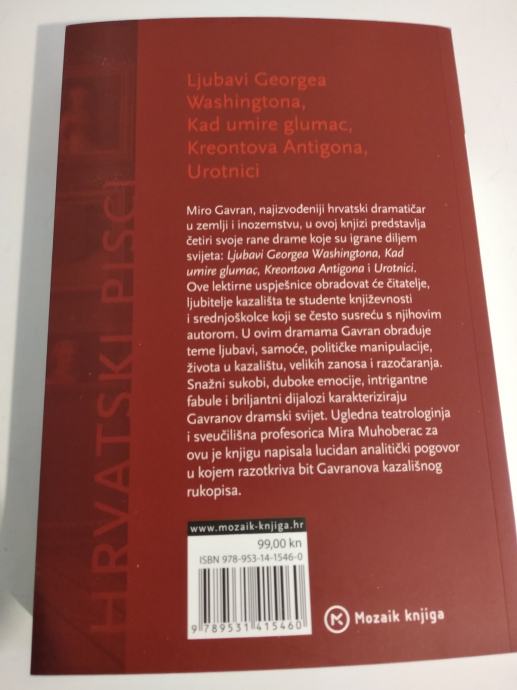 Ljubavi Georgea
Washingtona,
Kad umire glumac,
Kreontova Antigona,
Urotnici
HRVATSKI PISCI
Miro Gavran, najizvođeniji hrvatski dramatičar
u zemlji i inozemstvu, u ovoj knjizi predstavlja
četiri svoje rane drame koje su igrane diljem
svijeta: Ljubavi Georgea Washingtona, Kad
umire glumac, Kreontova Antigona i Urotnici.
Ove lektirne uspješnice obradovat će čitatelje,
ljubitelje kazališta te studente književnosti
i srednjoškolce koji se često susreću s njihovim
autorom. U ovim dramama Gavran obrađuje
teme ljubavi, samoće, političke manipulacije,
života u kazalištu, velikih zanosa i razočaranja.
Snažni sukobi, duboke emocije, intrigantne
fabule i briljantni dijalozi karakteriziraju
Gavranov dramski svijet. Ugledna teatrologinja
i sveučilišna profesorica Mira Muhoberac za
ovu je knjigu napisala lucidan analitički pogovor
u kojem razotkriva bit Gavranova kazališnog
rukopisa.
www.mozaik-knjiga.hr
99,00 kn
ISBN 978-953-14-1546-0
9 789531 415460
Mozaik knjiga